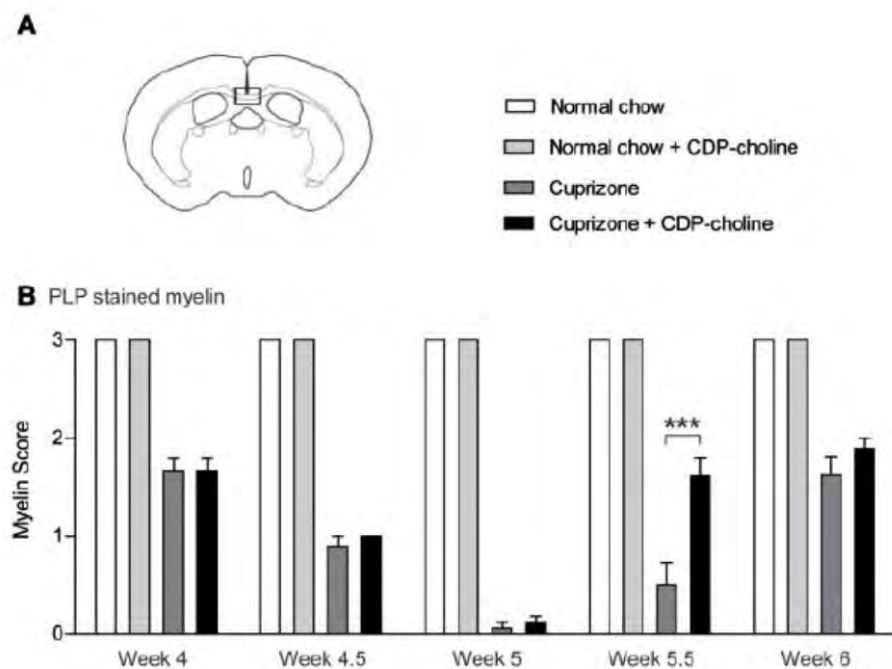 A
Normal chow
Normal chow + CDP-choline
Cuprizone
Cuprizone + CDP-choline
B PLP stained myelin
Myelin Score
3
2
1
0
***
Week 4 Week 4.5 Week 5 Week 5.5 Week 6